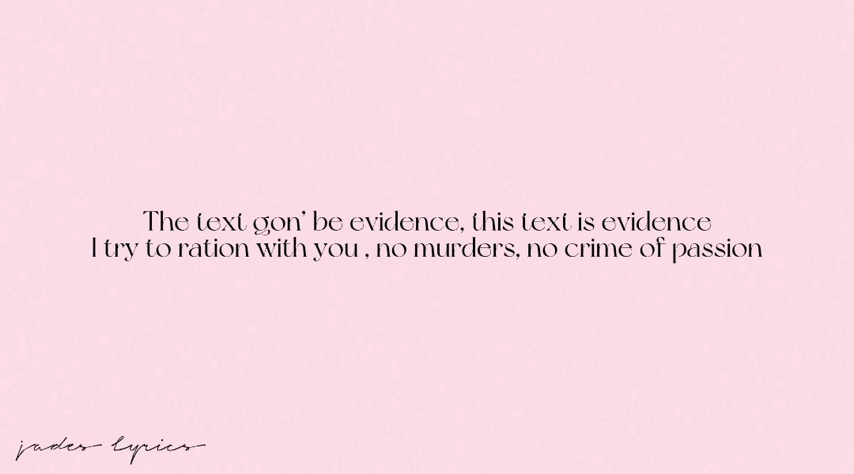 The text gon' be evidence, this text is evidence
I try to ration with you , no murders, no crime of passion
jades lyrics